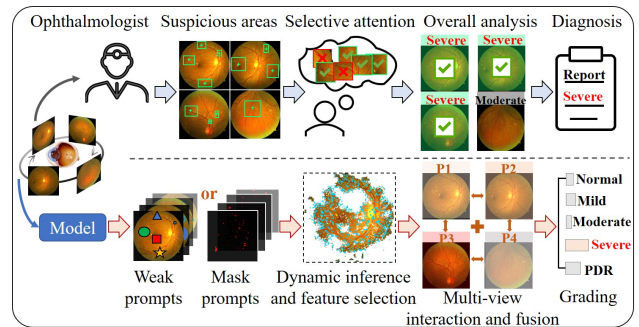 Ophthalmologist
Suspicious areas
Selective attention
Overall analysis
Diagnosis
Severe
Severe
Severe
Moderate
Report
Severe
Model
or
Weak
prompts
Mask
prompts
Dynamic inference
and feature selection
P1
P2
P3
P4
Multi-view
interaction and fusion
Normal
Mild
Moderate
Severe
PDR
Grading